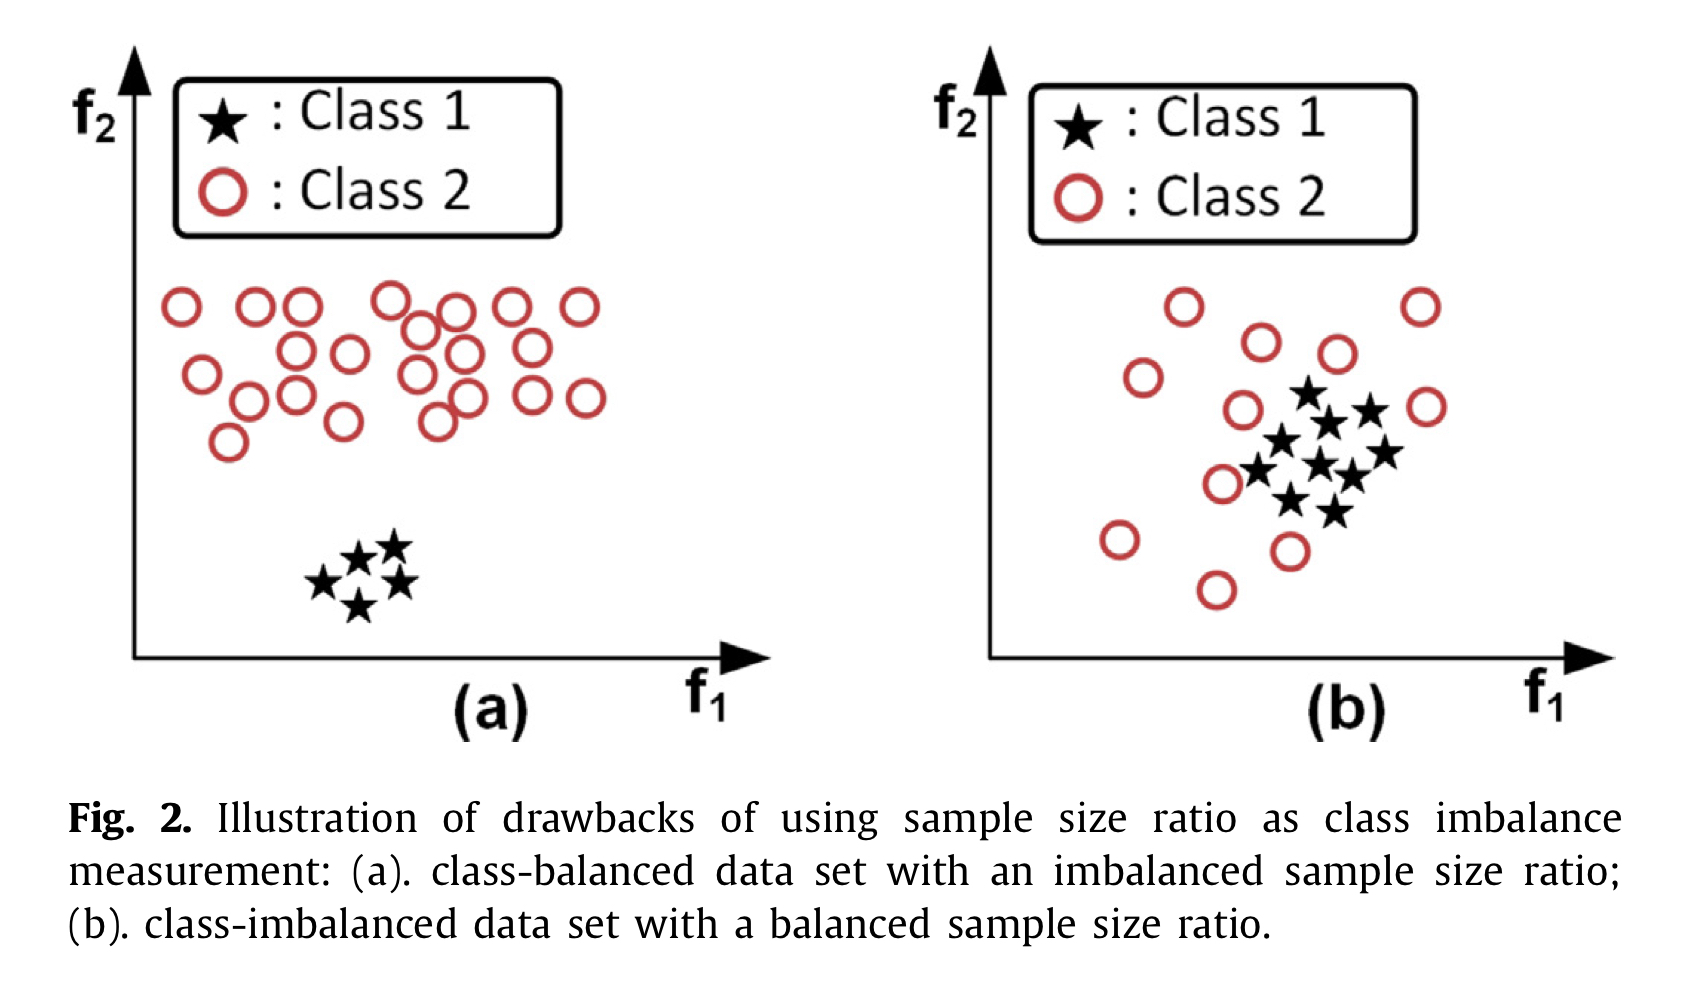 f2
★ : Class 1
: Class 2
f1
(a)
f2
★ : Class 1
: Class 2
f1
(b)
Fig. 2. Illustration of drawbacks of using sample size ratio as class imbalance
measurement: (a). class-balanced data set with an imbalanced sample size ratio;
(b). class-imbalanced data set with a balanced sample size ratio.